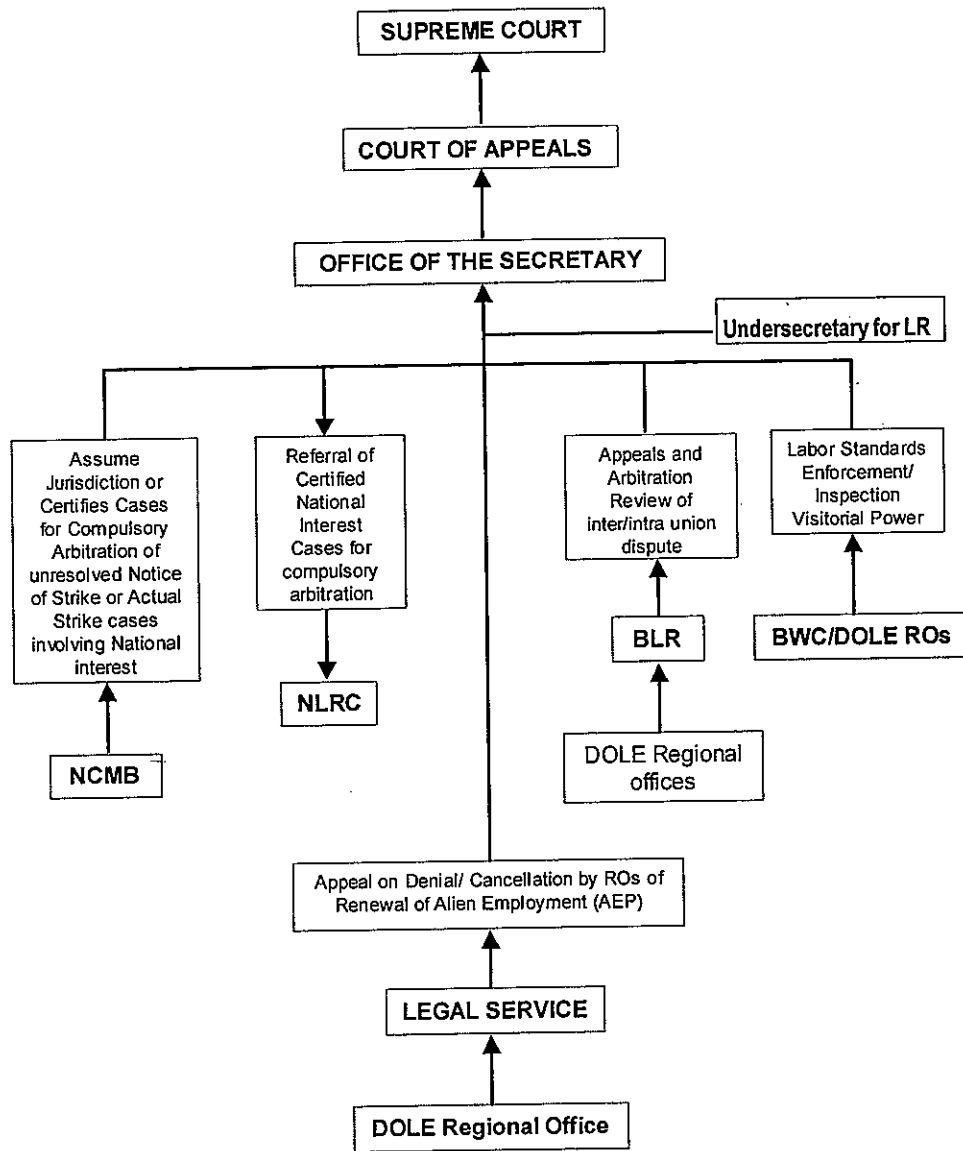 SUPREME COURT
COURT OF APPEALS
OFFICE OF THE SECRETARY
Undersecretary for LR
Assume
Jurisdiction or
Certifies Cases
for Compulsory
Arbitration of
unresolved Notice
of Strike or Actual
Strike cases
involving National
interest
NCMB
Referral of
Certified
National
Interest
Cases for
compulsory
arbitration
NLRC
Appeals and
Arbitration
Review of
inter/intra union
dispute
BLR
DOLE Regional
offices
Labor Standards
Enforcement/
Inspection
Visitorial Power
BWC/DOLE ROs
Appeal on Denial/ Cancellation by ROs of
Renewal of Alien Employment (AEP)
LEGAL SERVICE
DOLE Regional Office